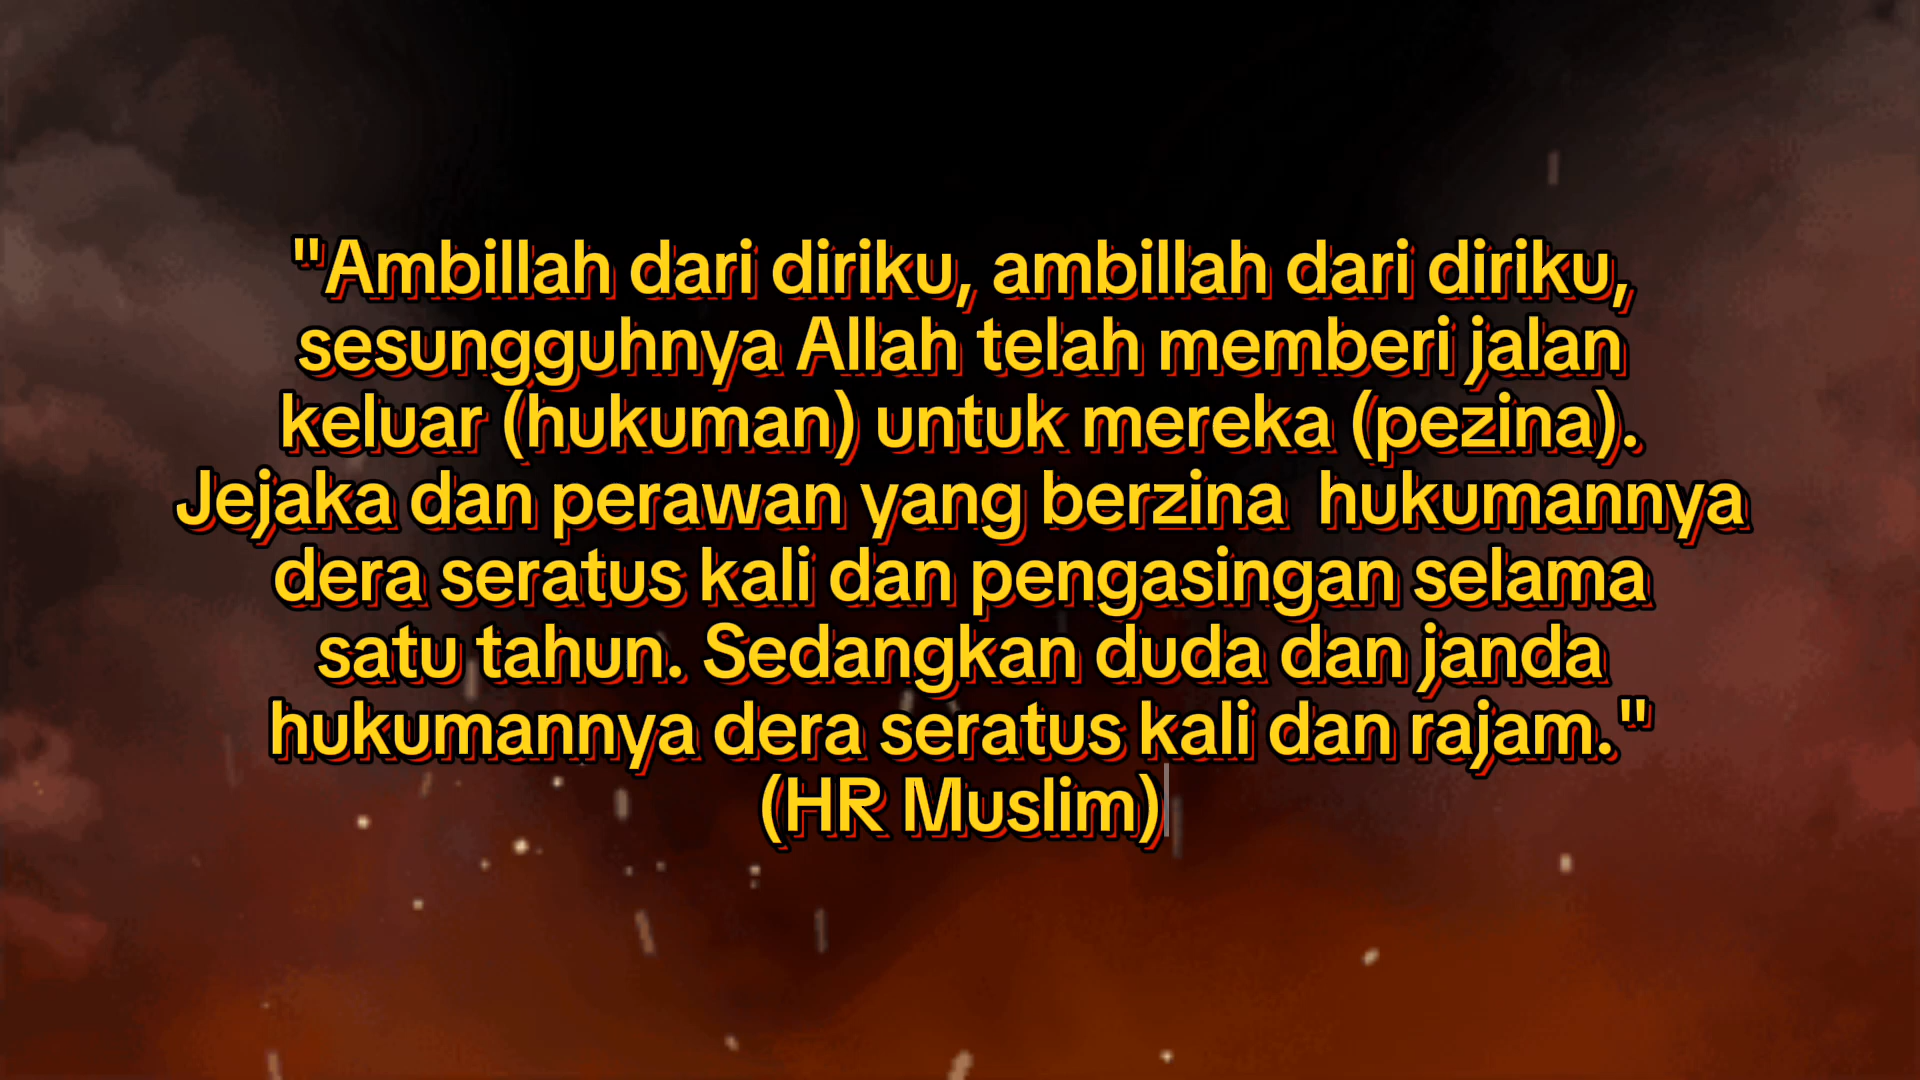 "Ambillah dari diriku, ambillah dari diriku,
sesungguhnya Allah telah memberi jalan
keluar (hukuman) untuk mereka (pezina).
Jejaka dan perawan yang berzina  hukumannya
dera seratus kali dan pengasingan selama
satu tahun. Sedangkan duda dan janda
hukumannya dera seratus kali dan rajam."
(HR Muslim)